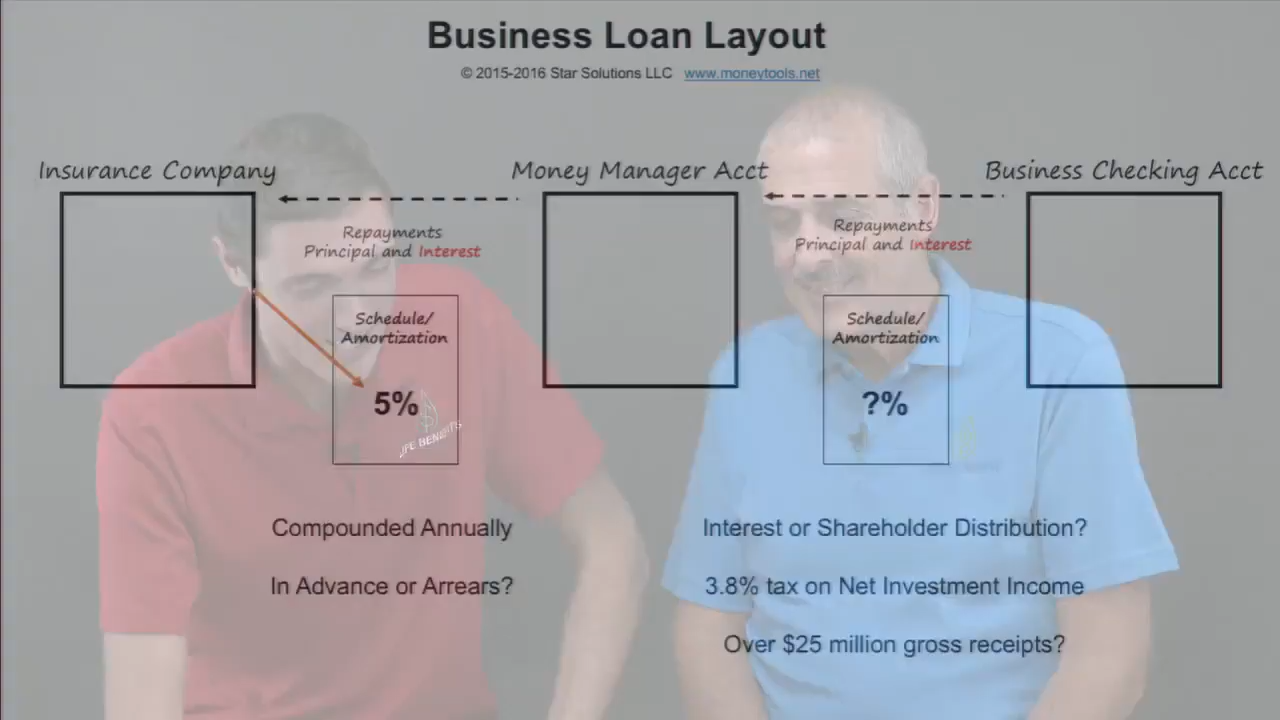 Business Loan Layout
© 2015-2016 Star Solutions LLC www.moneytools.net
Insurance Company
Money Manager Acct
Business Checking Acct
Repayments
Principal and Interest
Repayments
Principal and Interest
Schedule/
Amortization
5%
Schedule/
Amortization
?%
LIFE BENEFITS
Compounded Annually
In Advance or Arrears?
Interest or Shareholder Distribution?
3.8% tax on Net Investment Income
Over $25 million gross receipts?